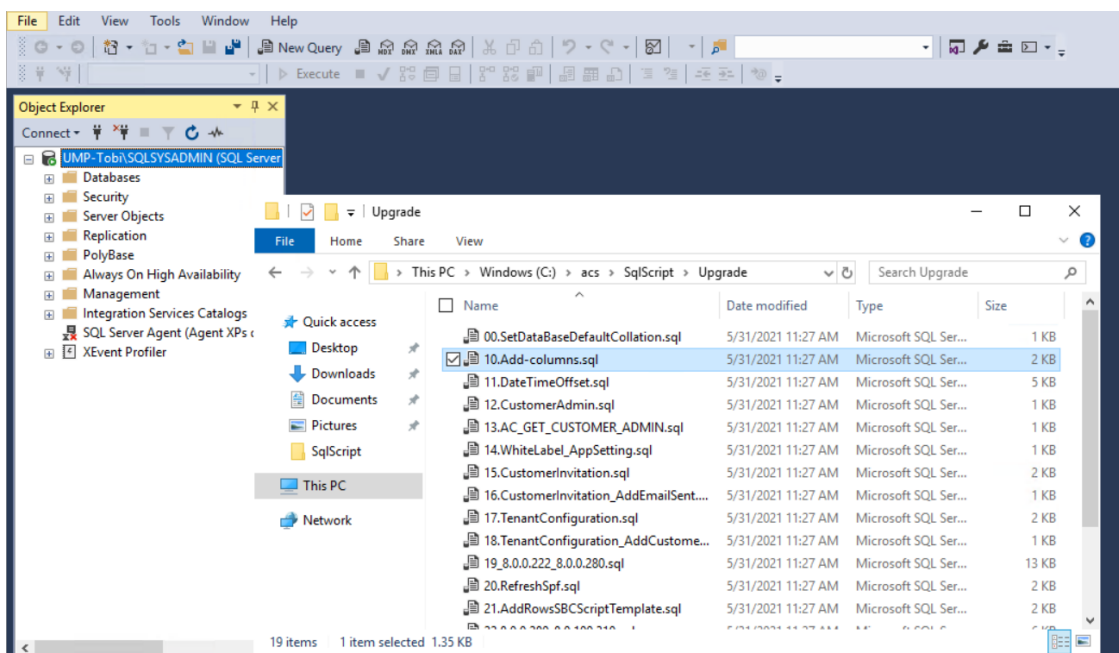 File Edit View Tools Window Help
New Query MDX DMX XMLA DAX
Execute
Object Explorer
Connect
UMP-Tobi\SQLSYSADMIN (SQL Server
Databases
Security
Server Objects
Replication
PolyBase
Always On High Availability
Management
Integration Services Catalogs
SQL Server Agent (Agent XPs
XEvent Profiler
Upgrade
File Home Share View
This PC > Windows (C:) > acs > SqlScript > Upgrade
Search Upgrade
Quick access
Desktop
Downloads
Documents
Pictures
SqlScript
This PC
Network
Name Date modified Type Size
00.SetDataBaseDefaultCollation.sql 5/31/2021 11:27 AM Microsoft SQL Ser... 1 KB
10.Add-columns.sql 5/31/2021 11:27 AM Microsoft SQL Ser... 2 KB
11.DateTimeOffset.sql 5/31/2021 11:27 AM Microsoft SQL Ser... 5 KB
12.CustomerAdmin.sql 5/31/2021 11:27 AM Microsoft SQL Ser... 1 KB
13.AC_GET_CUSTOMER_ADMIN.sql 5/31/2021 11:27 AM Microsoft SQL Ser... 1 KB
14.WhiteLabel_AppSetting.sql 5/31/2021 11:27 AM Microsoft SQL Ser... 1 KB
15.CustomerInvitation.sql 5/31/2021 11:27 AM Microsoft SQL Ser... 2 KB
16.CustomerInvitation_AddEmailSent.... 5/31/2021 11:27 AM Microsoft SQL Ser... 1 KB
17.TenantConfiguration.sql 5/31/2021 11:27 AM Microsoft SQL Ser... 2 KB
18.TenantConfiguration_AddCustome... 5/31/2021 11:27 AM Microsoft SQL Ser... 1 KB
19_8.0.0.222_8.0.0.280.sql 5/31/2021 11:27 AM Microsoft SQL Ser... 13 KB
20.RefreshSpf.sql 5/31/2021 11:27 AM Microsoft SQL Ser... 2 KB
21.AddRowsSBCScriptTemplate.sql 5/31/2021 11:27 AM Microsoft SQL Ser... 2 KB
19 items 1 item selected 1.35 KB